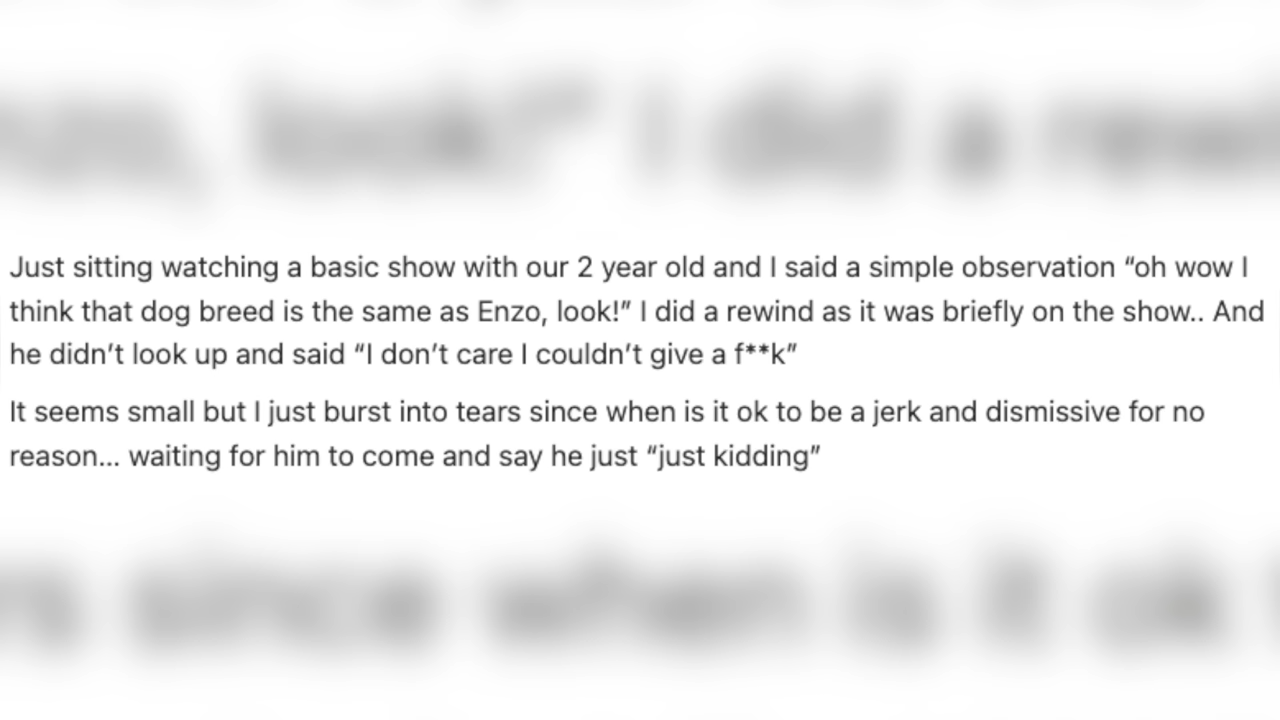 Just sitting watching a basic show with our 2 year old and I said a simple observation “oh wow I
think that dog breed is the same as Enzo, look!” I did a rewind as it was briefly on the show.. And
he didn’t look up and said “I don’t care I couldn’t give a f**k”
It seems small but I just burst into tears since when is it ok to be a jerk and dismissive for no
reason... waiting for him to come and say he just “just kidding”